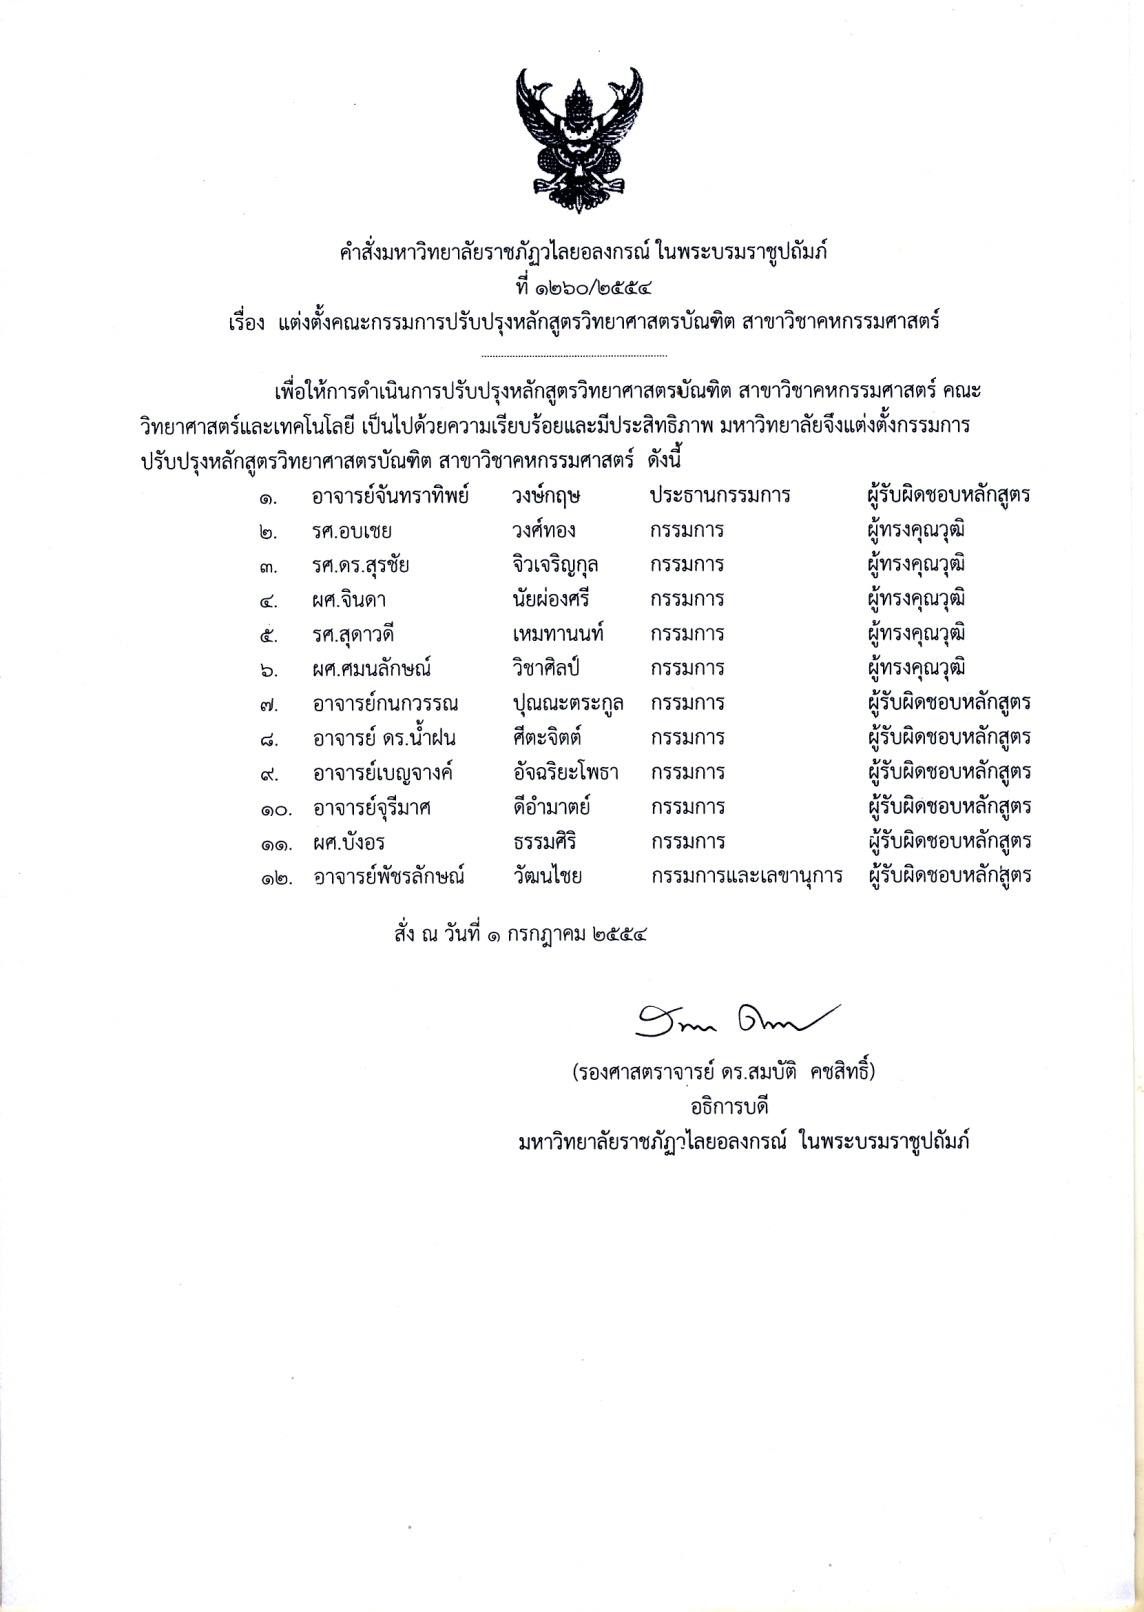 คำสั่งมหาวิทยาลัยราชภัฏวไลยอลงกรณ์ ในพระบรมราชูปถัมภ์
ที่ ๑๒๖๐/๒๕๕๔
เรื่อง แต่งตั้งคณะกรรมการปรับปรุงหลักสูตรวิทยาศาสตรบัณฑิต สาขาวิชาคหกรรมศาสตร์
เพื่อให้การดำเนินการปรับปรุงหลักสูตรวิทยาศาสตรบัณฑิต สาขาวิชาคหกรรมศาสตร์ คณะ
วิทยาศาสตร์และเทคโนโลยี เป็นไปด้วยความเรียบร้อยและมีประสิทธิภาพ มหาวิทยาลัยจึงแต่งตั้งกรรมการ
ปรับปรุงหลักสูตรวิทยาศาสตรบัณฑิต สาขาวิชาคหกรรมศาสตร์ ดังนี้
๑. อาจารย์จันทราทิพย์ วงษ์กฤษ ประธานกรรมการ ผู้รับผิดชอบหลักสูตร
๒. รศ.อบเชย วงศ์ทอง กรรมการ ผู้ทรงคุณวุฒิ
๓. รศ.ดร.สุรชัย จิวเจริญกุล กรรมการ ผู้ทรงคุณวุฒิ
๔. ผศ.จินดา นัยผ่องศรี กรรมการ ผู้ทรงคุณวุฒิ
๕. รศ.สุดาวดี เหมทานนท์ กรรมการ ผู้ทรงคุณวุฒิ
๖. ผศ.ศมนลักษณ์ วิชาศิลป์ กรรมการ ผู้ทรงคุณวุฒิ
๗. อาจารย์กนกวรรณ ปุณณะตระกูล กรรมการ ผู้รับผิดชอบหลักสูตร
๘. อาจารย์ ดร.น้ำฝน ศีตะจิตต์ กรรมการ ผู้รับผิดชอบหลักสูตร
๙. อาจารย์เบญจางค์ อัจฉริยะโพธา กรรมการ ผู้รับผิดชอบหลักสูตร
๑๐. อาจารย์จุรีมาศ ดีอำมาตย์ กรรมการ ผู้รับผิดชอบหลักสูตร
๑๑. ผศ.บังอร ธรรมศิริ กรรมการ ผู้รับผิดชอบหลักสูตร
๑๒. อาจารย์พัชรลักษณ์ วัฒนไชย กรรมการและเลขานุการ ผู้รับผิดชอบหลักสูตร
สั่ง ณ วันที่ ๑ กรกฎาคม ๒๕๕๔
(รองศาสตราจารย์ ดร.สมบัติ คชสิทธิ์)
อธิการบดี
มหาวิทยาลัยราชภัฏวไลยอลงกรณ์ ในพระบรมราชูปถัมภ์